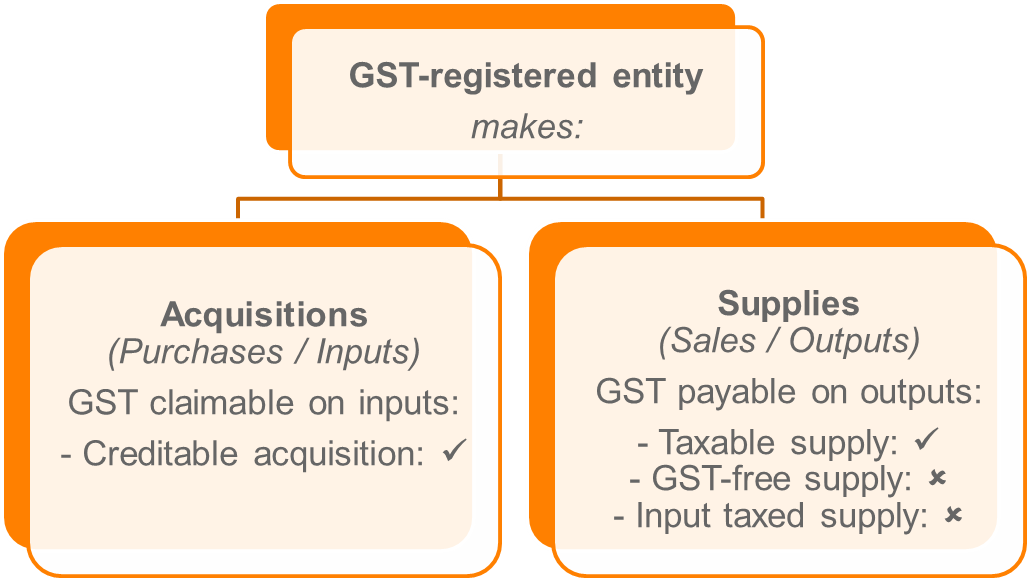 GST-registered entity
makes:
Acquisitions
(Purchases / Inputs)
GST claimable on inputs:
- Creditable acquisition: ✓
Supplies
(Sales / Outputs)
GST payable on outputs:
- Taxable supply: ✓
- GST-free supply: ✘
- Input taxed supply: ✘